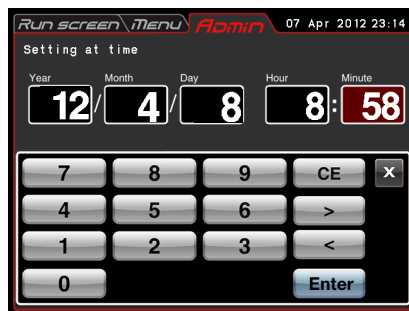 Run screen Menu Admin 07 Apr 2012 23:14
Setting at time
Year Month Day Hour Minute
12/ 4/ 8 8:58
7 8 9 CE X
4 5 6 >
1 2 3 <
0 Enter